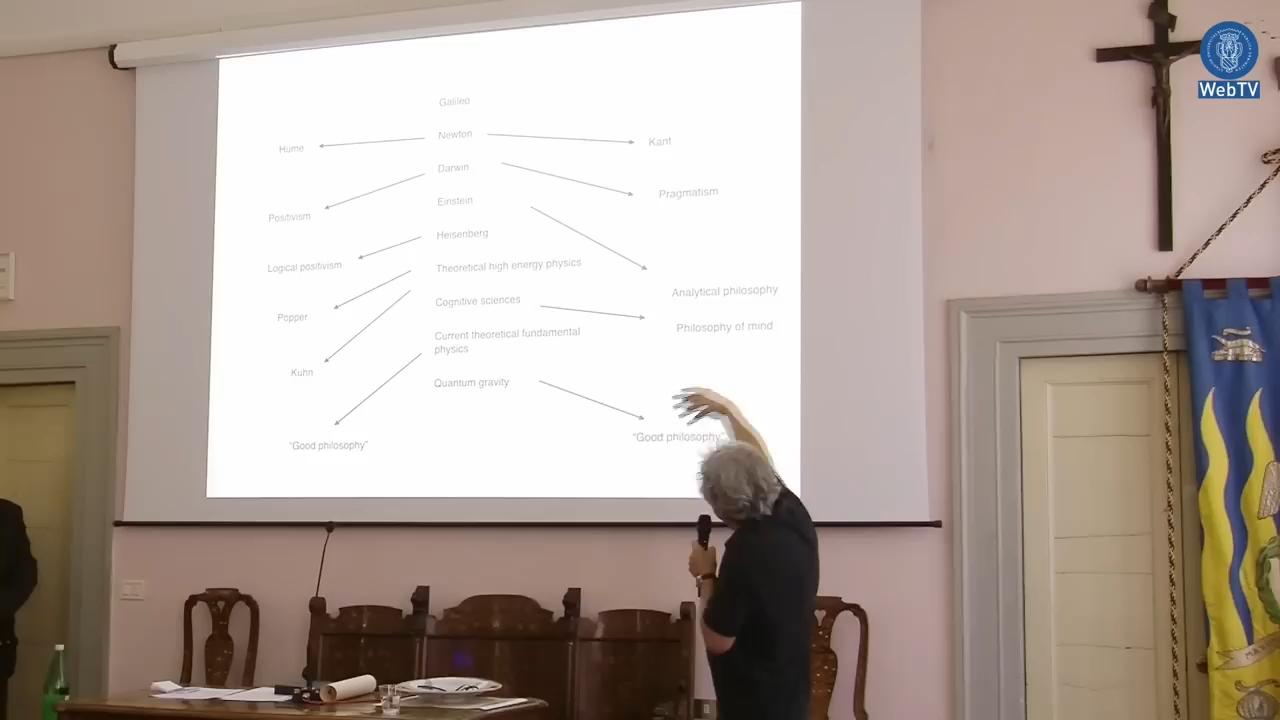 WebTV
Galileo
Newton
Hume
Kant
Darwin
Pragmatism
Einstein
Positivism
Heisenberg
Logical positivism
Theoretical high energy physics
Analytical philosophy
Cognitive sciences
Popper
Philosophy of mind
Current theoretical fundamental
physics
Kuhn
Quantum gravity
"Good philosophy"
"Good philosophy"